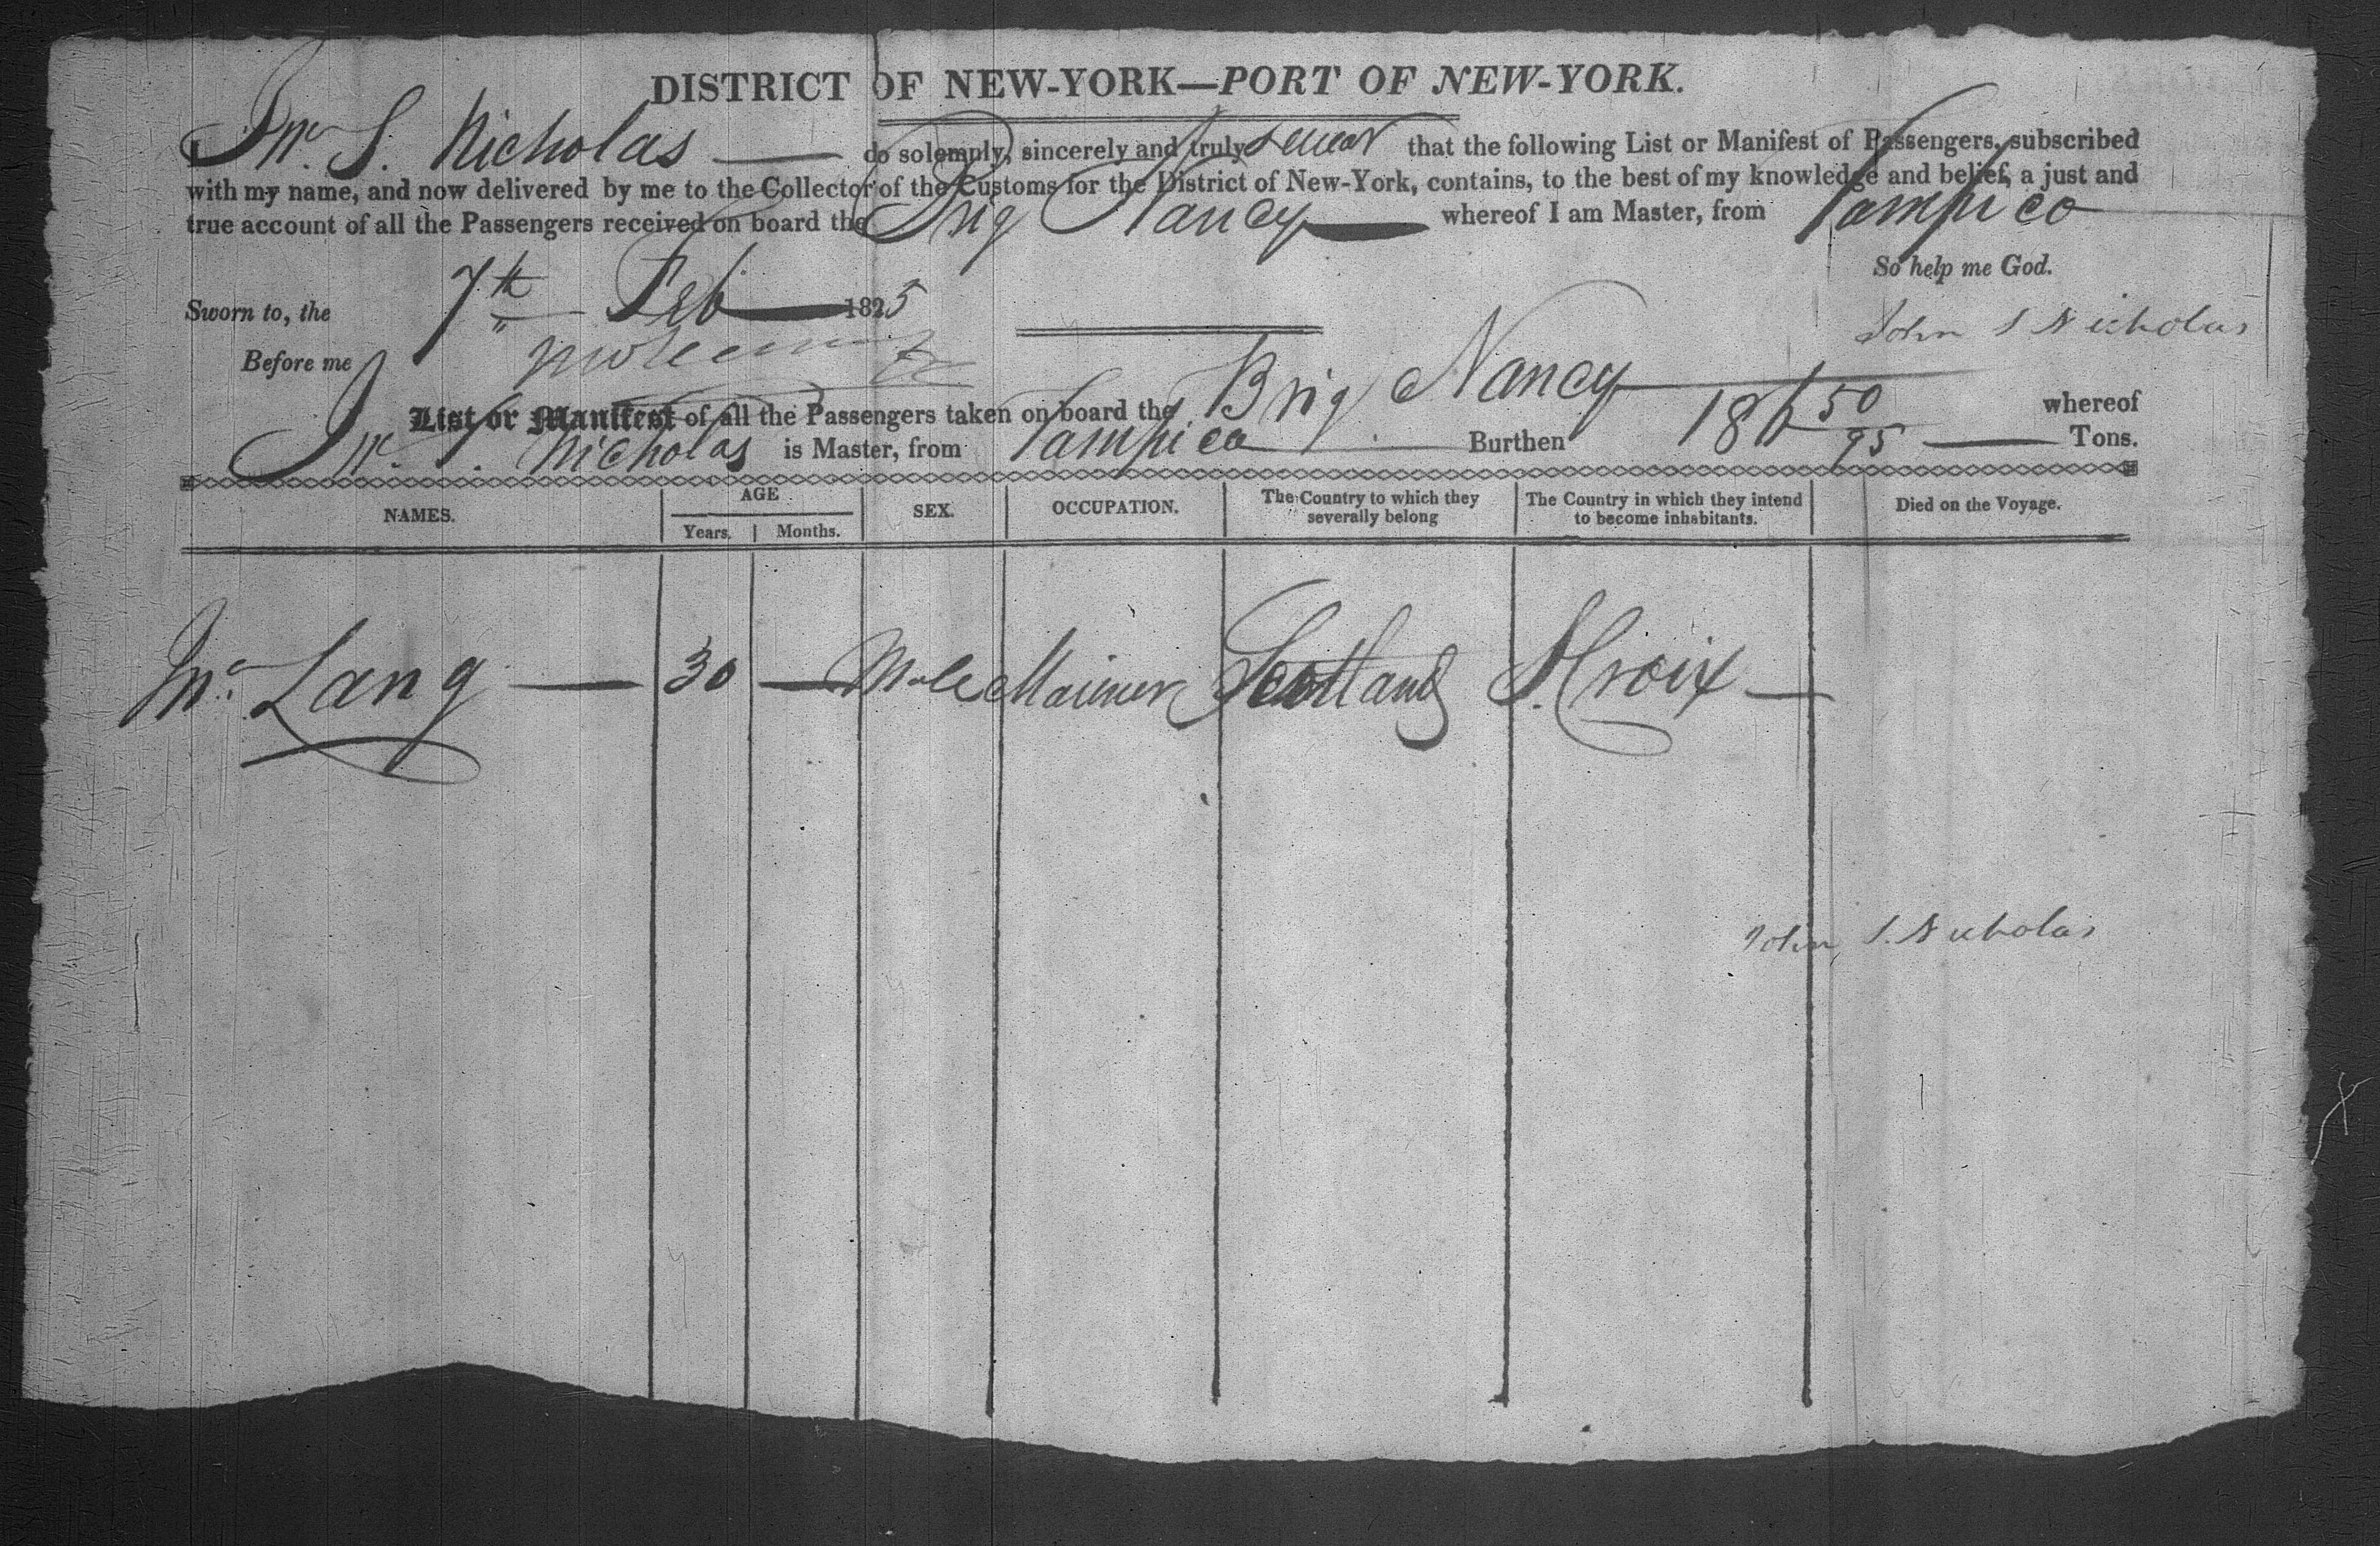 DISTRICT OF NEW-YORK—PORT OF NEW-YORK.
I, Jno. S. Nicholas — do solemnly, sincerely and truly swear that the following List or Manifest of Passengers, subscribed
with my name, and now delivered by me to the Collector of the Customs for the District of New-York, contains, to the best of my knowledge and belief, a just and
true account of all the Passengers received on board the Brig Nancy — whereof I am Master, from Tampico
So help me God.
Sworn to, the 7th Feb — 1825
John S Nicholas
Before me
List or Manifest of all the Passengers taken on board the Brig Nancy — whereof
Jno. S. Nicholas is Master, from Tampico — Burthen 186 50/95 — Tons.
NAMES. AGE Years. Months. SEX. OCCUPATION. The Country to which they severally belong The Country in which they intend to become inhabitants. Died on the Voyage.
Mr. Lang — 30 — Male Mariner Scotland St. Croix —
John S. Nicholas